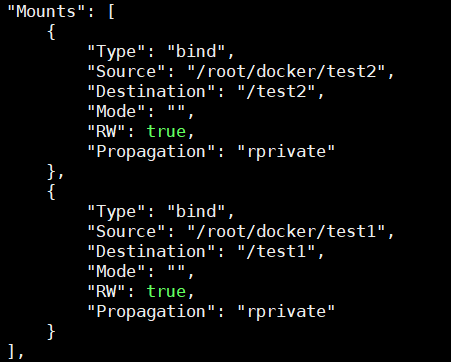 "Mounts": [
    {
        "Type": "bind",
        "Source": "/root/docker/test2",
        "Destination": "/test2",
        "Mode": "",
        "RW": true,
        "Propagation": "rprivate"
    },
    {
        "Type": "bind",
        "Source": "/root/docker/test1",
        "Destination": "/test1",
        "Mode": "",
        "RW": true,
        "Propagation": "rprivate"
    }
],